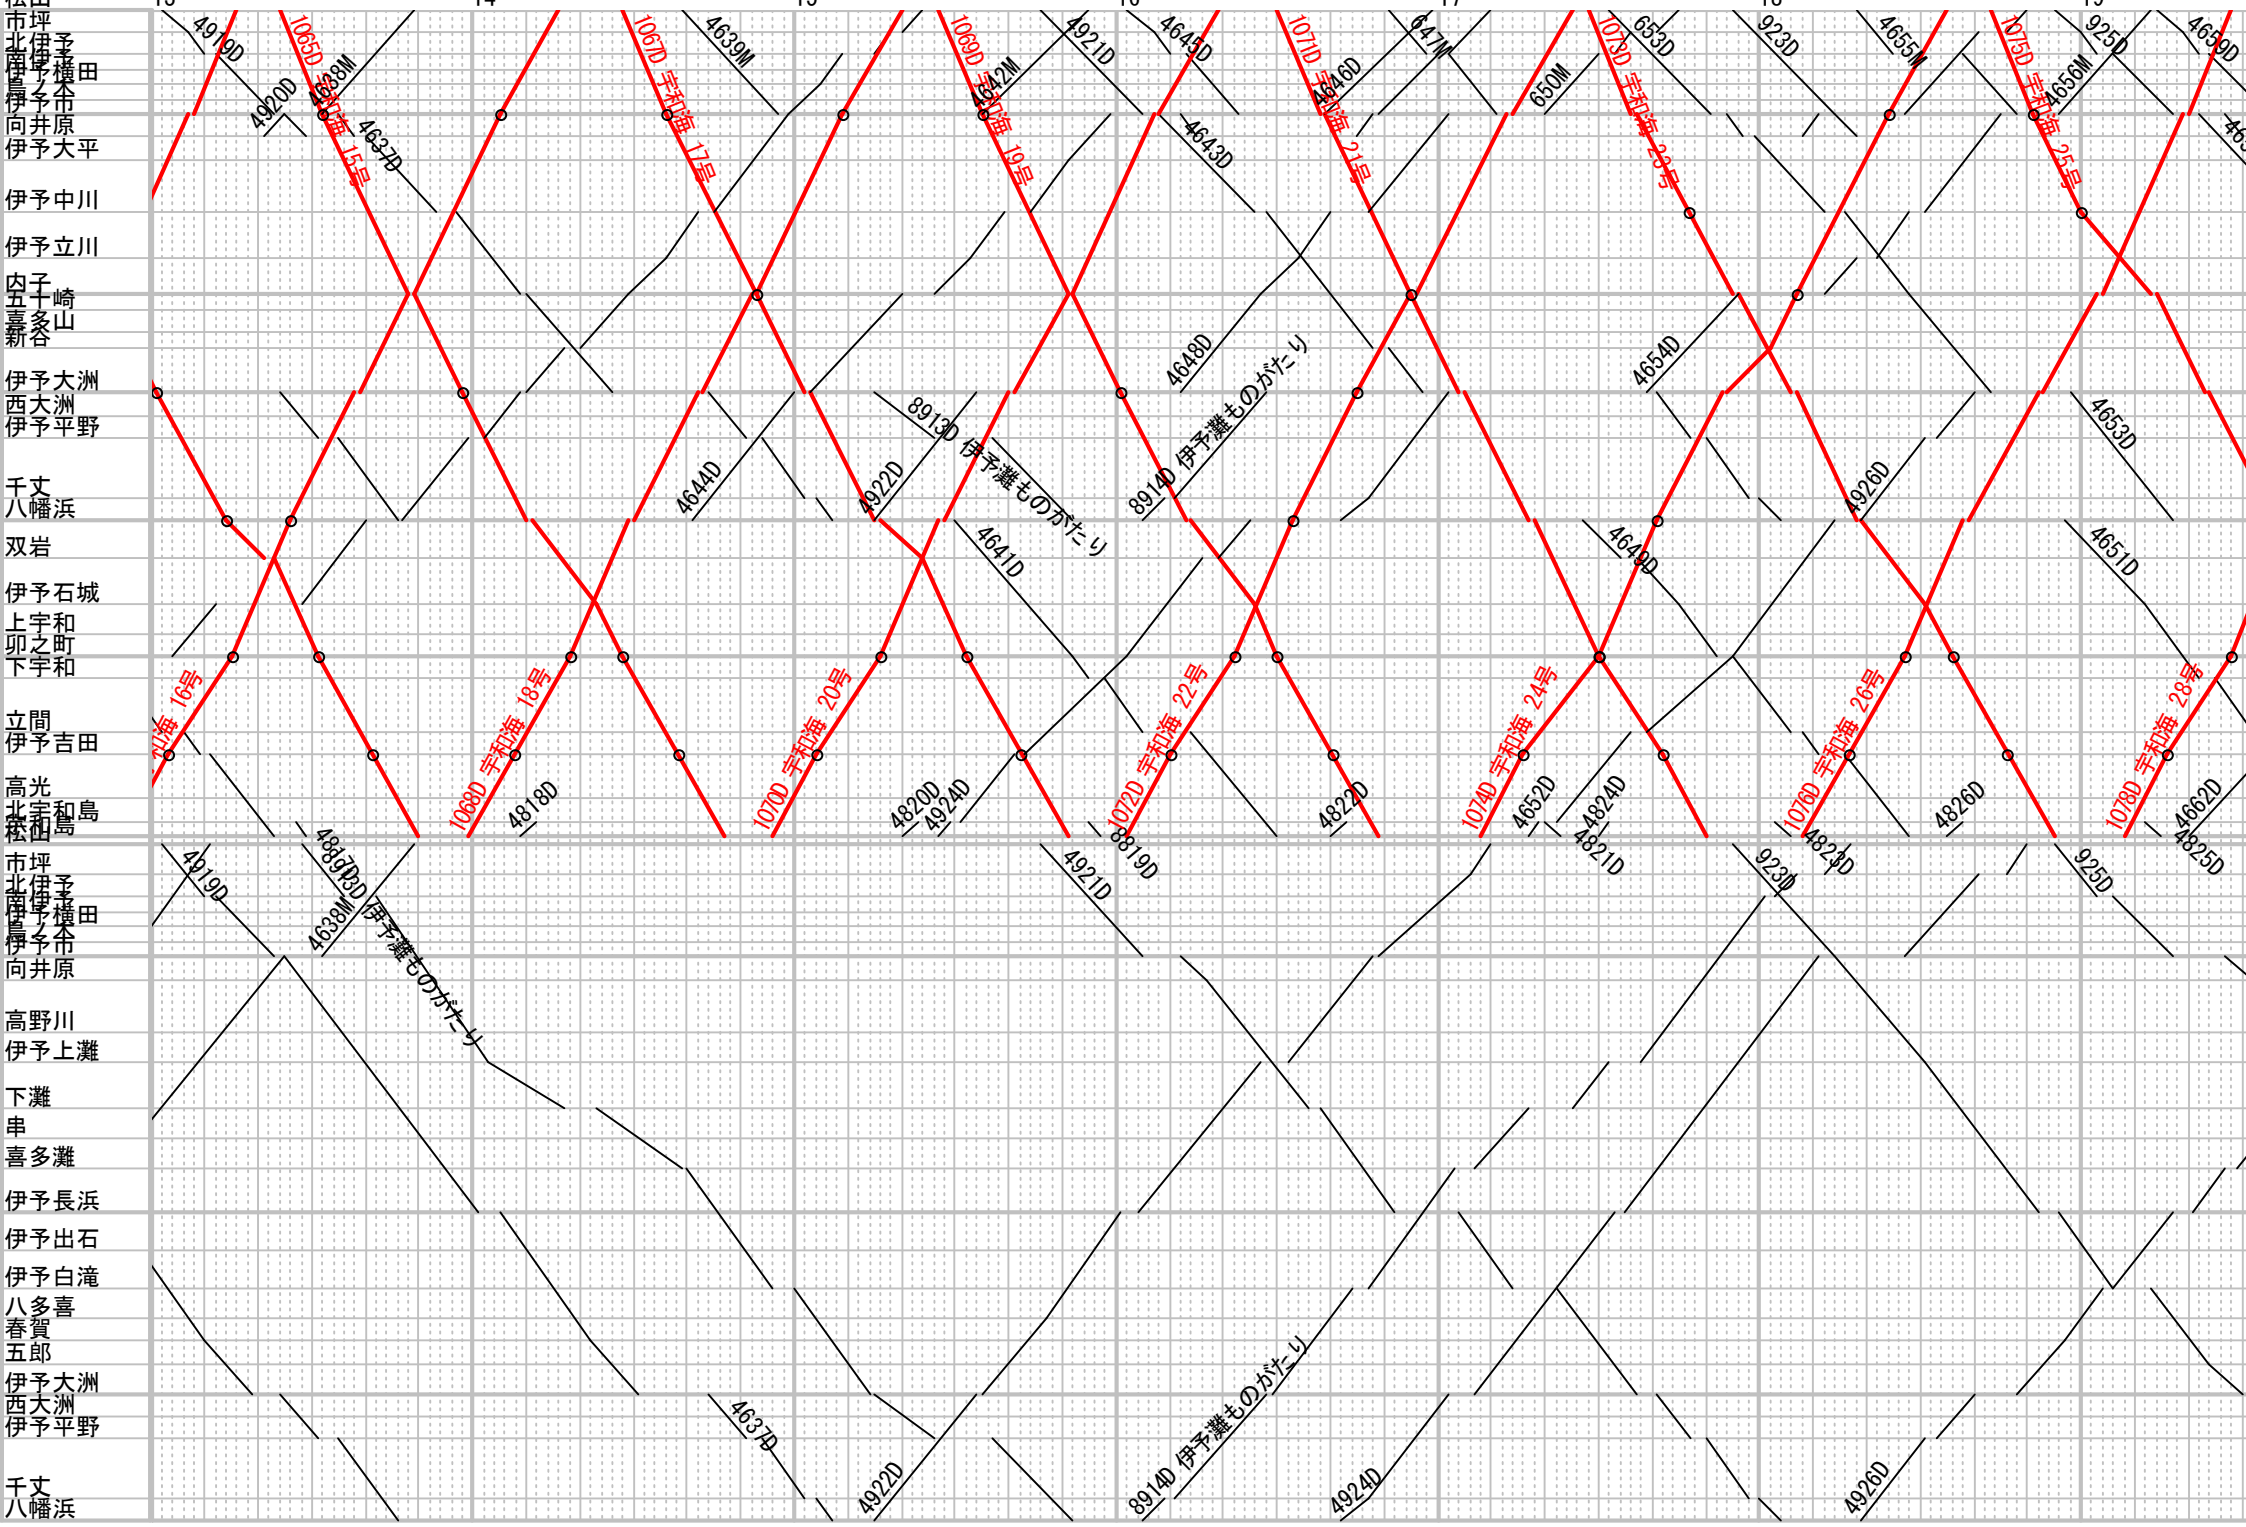 松山
13 14 15 16 17 18 19
市坪
北伊予
南伊予
伊予横田
鳥ノ木
伊予市
向井原
伊予大平
伊予中川
伊予立川
内子
五十崎
喜多山
新谷
伊予大洲
西大洲
伊予平野
千丈
八幡浜
双岩
伊予石城
上宇和
卯之町
下宇和
立間
伊予吉田
高光
北宇和島
宇和島
松山
市坪
北伊予
南伊予
伊予横田
鳥ノ木
伊予市
向井原
高野川
伊予上灘
下灘
串
喜多灘
伊予長浜
伊予出石
伊予白滝
八多喜
春賀
五郎
伊予大洲
西大洲
伊予平野
千丈
八幡浜
4919D
1065D 宇和海 15号
4920D
4638M
4637D
1067D 宇和海 17号
4639M
1069D 宇和海 19号
4642M
4921D
4645D
4643D
1071D 宇和海 21号
4646D
647M
650M
1073D 宇和海 23号
653D
923D
4655M
1075D 宇和海 25号
4656M
925D
4659D
4648D
8914D 伊予灘ものがたり
4654D
8913D 伊予灘ものがたり
4644D
4922D
4641D
4649D
4926D
4653D
4651D
和海 16号
1068D 宇和海 18号
4818D
1070D 宇和海 20号
4820D
4924D
1072D 宇和海 22号
4822D
1074D 宇和海 24号
4652D
4824D
1076D 宇和海 26号
4826D
1078D 宇和海 28号
4662D
4919D
4817D
8913D 伊予灘ものがたり
4638M
4921D
8819D
4821D
923D
4823D
925D
4825D
4637D
4922D
8914D 伊予灘ものがたり
4924D
4926D